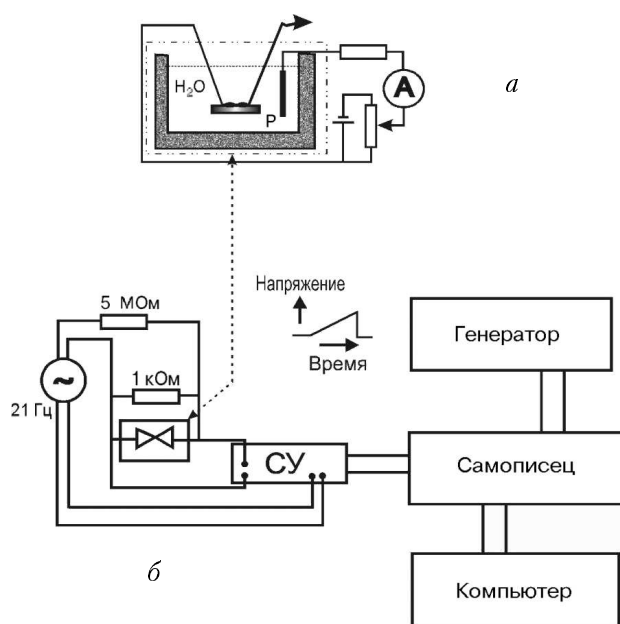 H₂O
P
A
а
5 МОм
1 кОм
~
21 Гц
Напряжение
Время
СУ
Генератор
Самописец
Компьютер
б